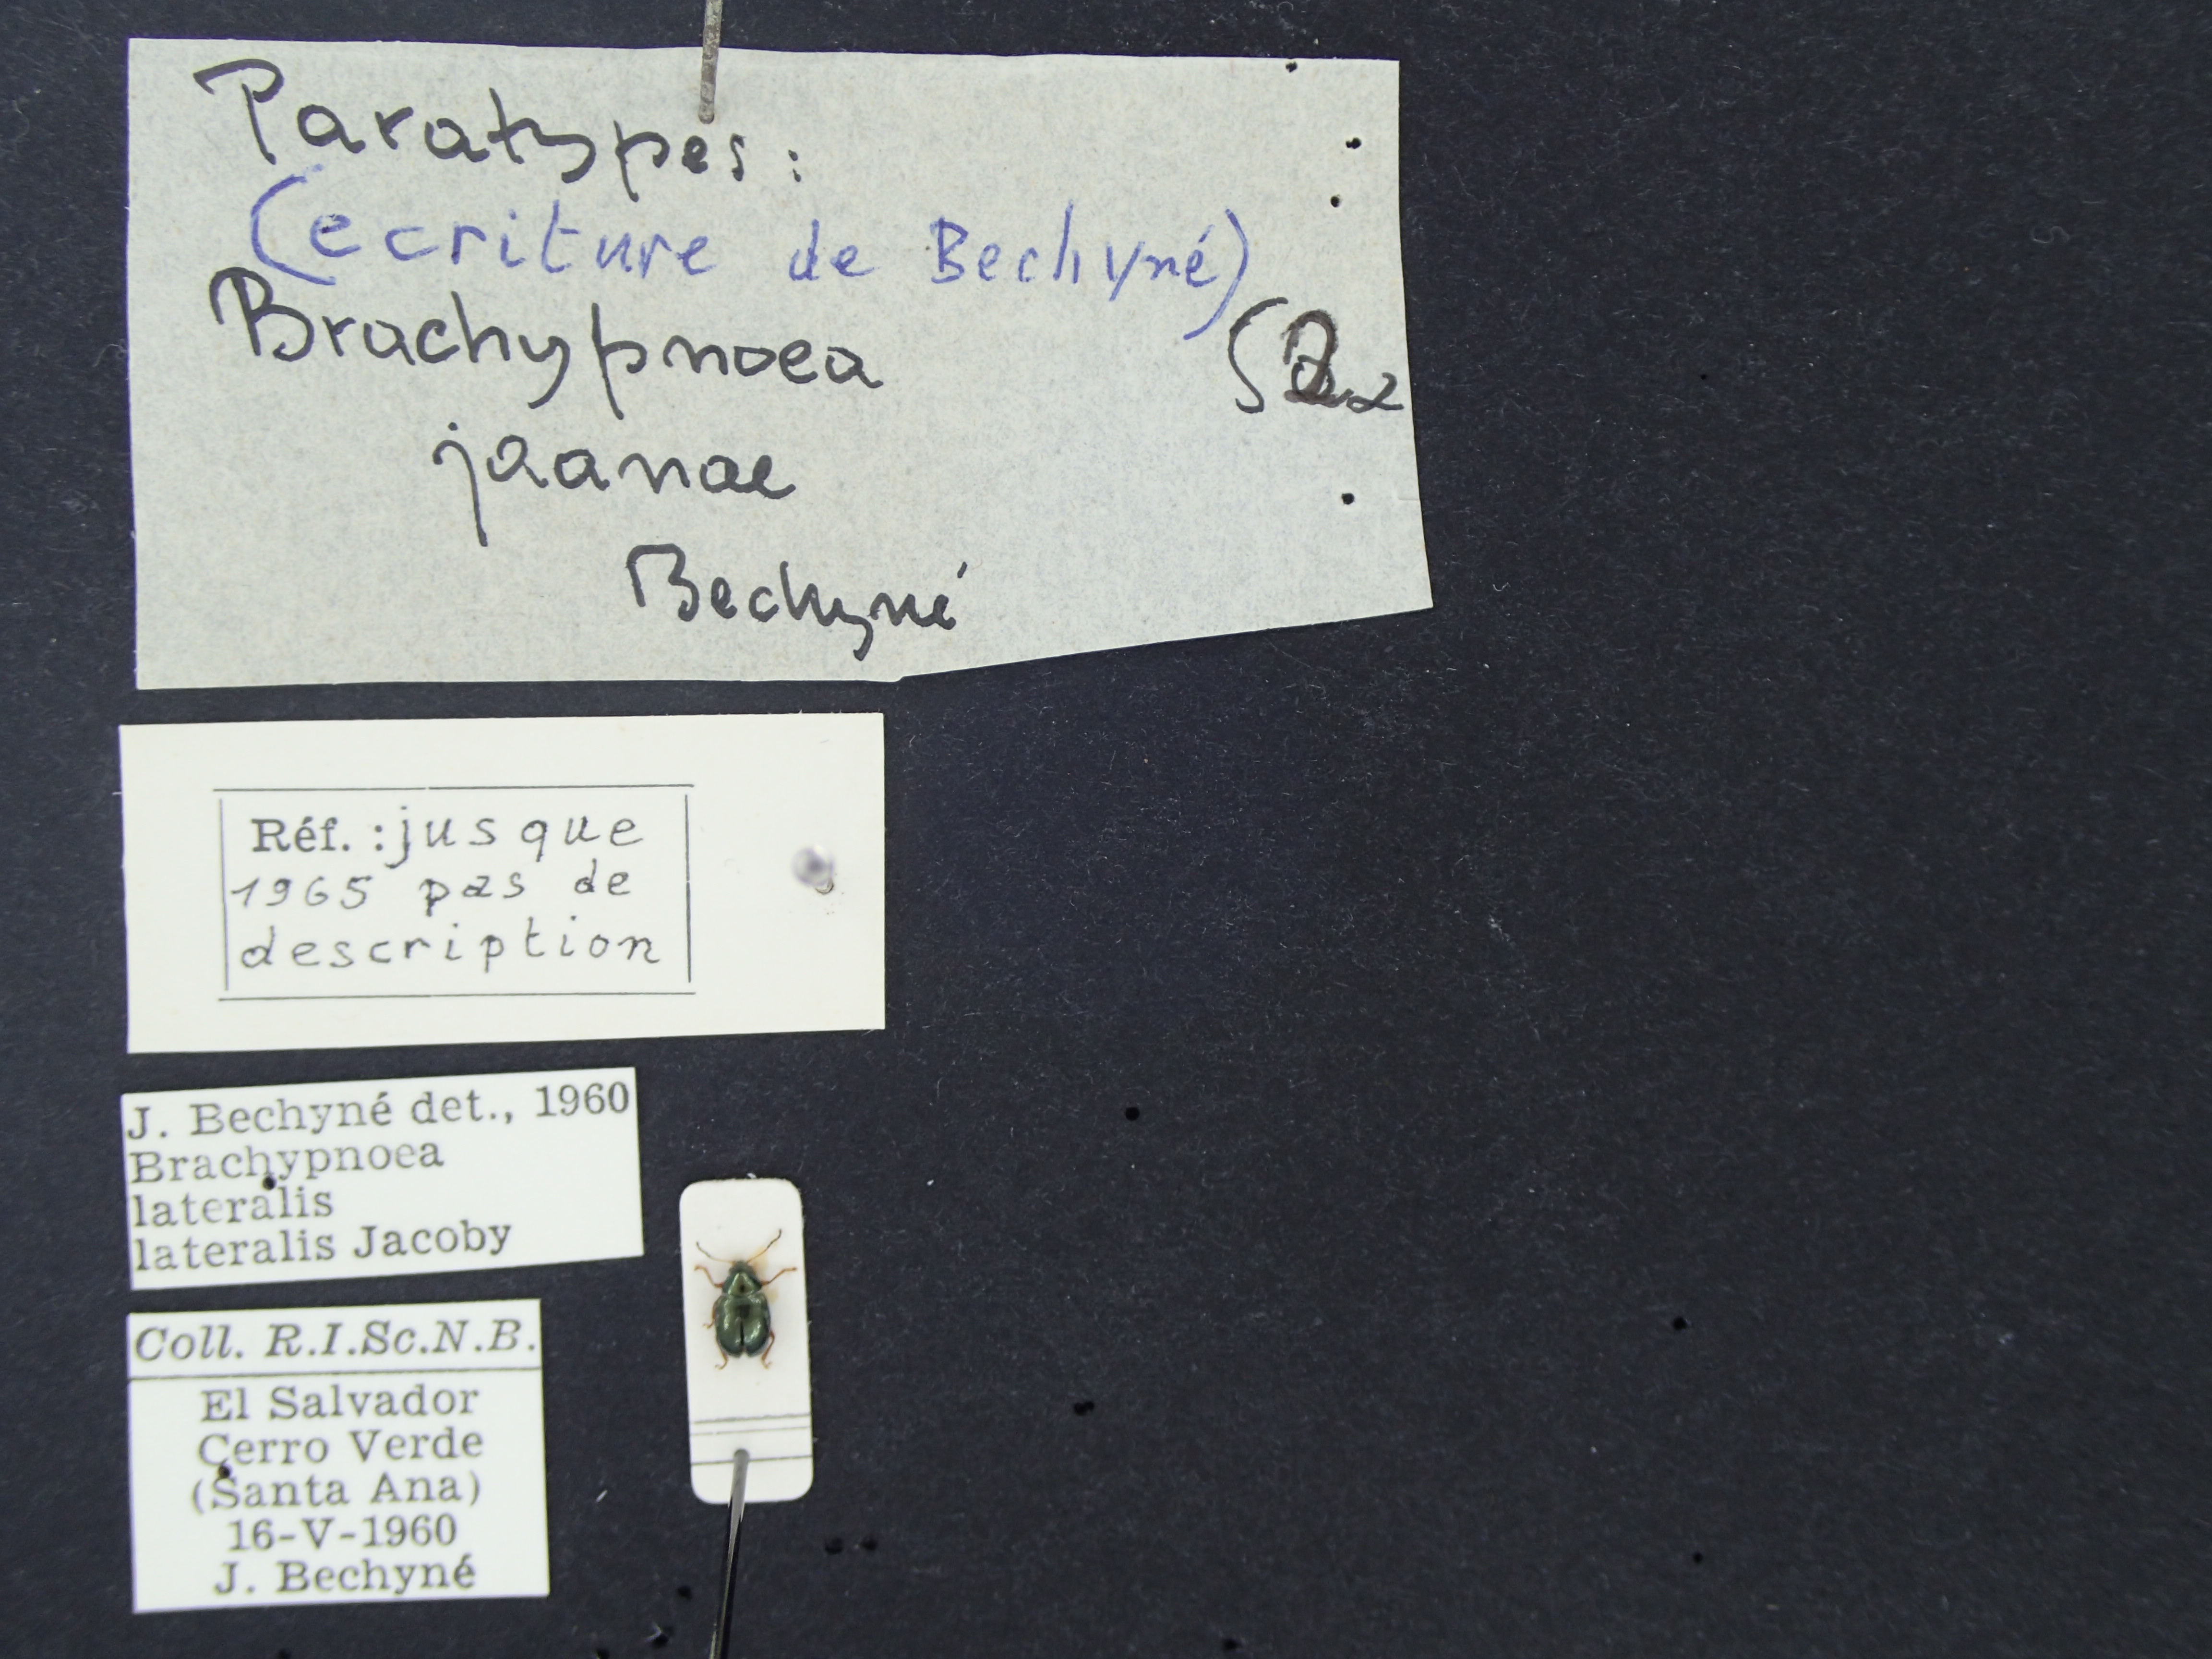 Paratypes:
(ecriture de Bechyné)
Brachypnoea
jaanae
Bechyné
Réf. : jusque
1965 pas de
description
J. Bechyné det., 1960
Brachypnoea
lateralis
lateralis Jacoby
Coll. R.I.Sc.N.B.
El Salvador
Cerro Verde
(Santa Ana)
16-V-1960
J. Bechyné